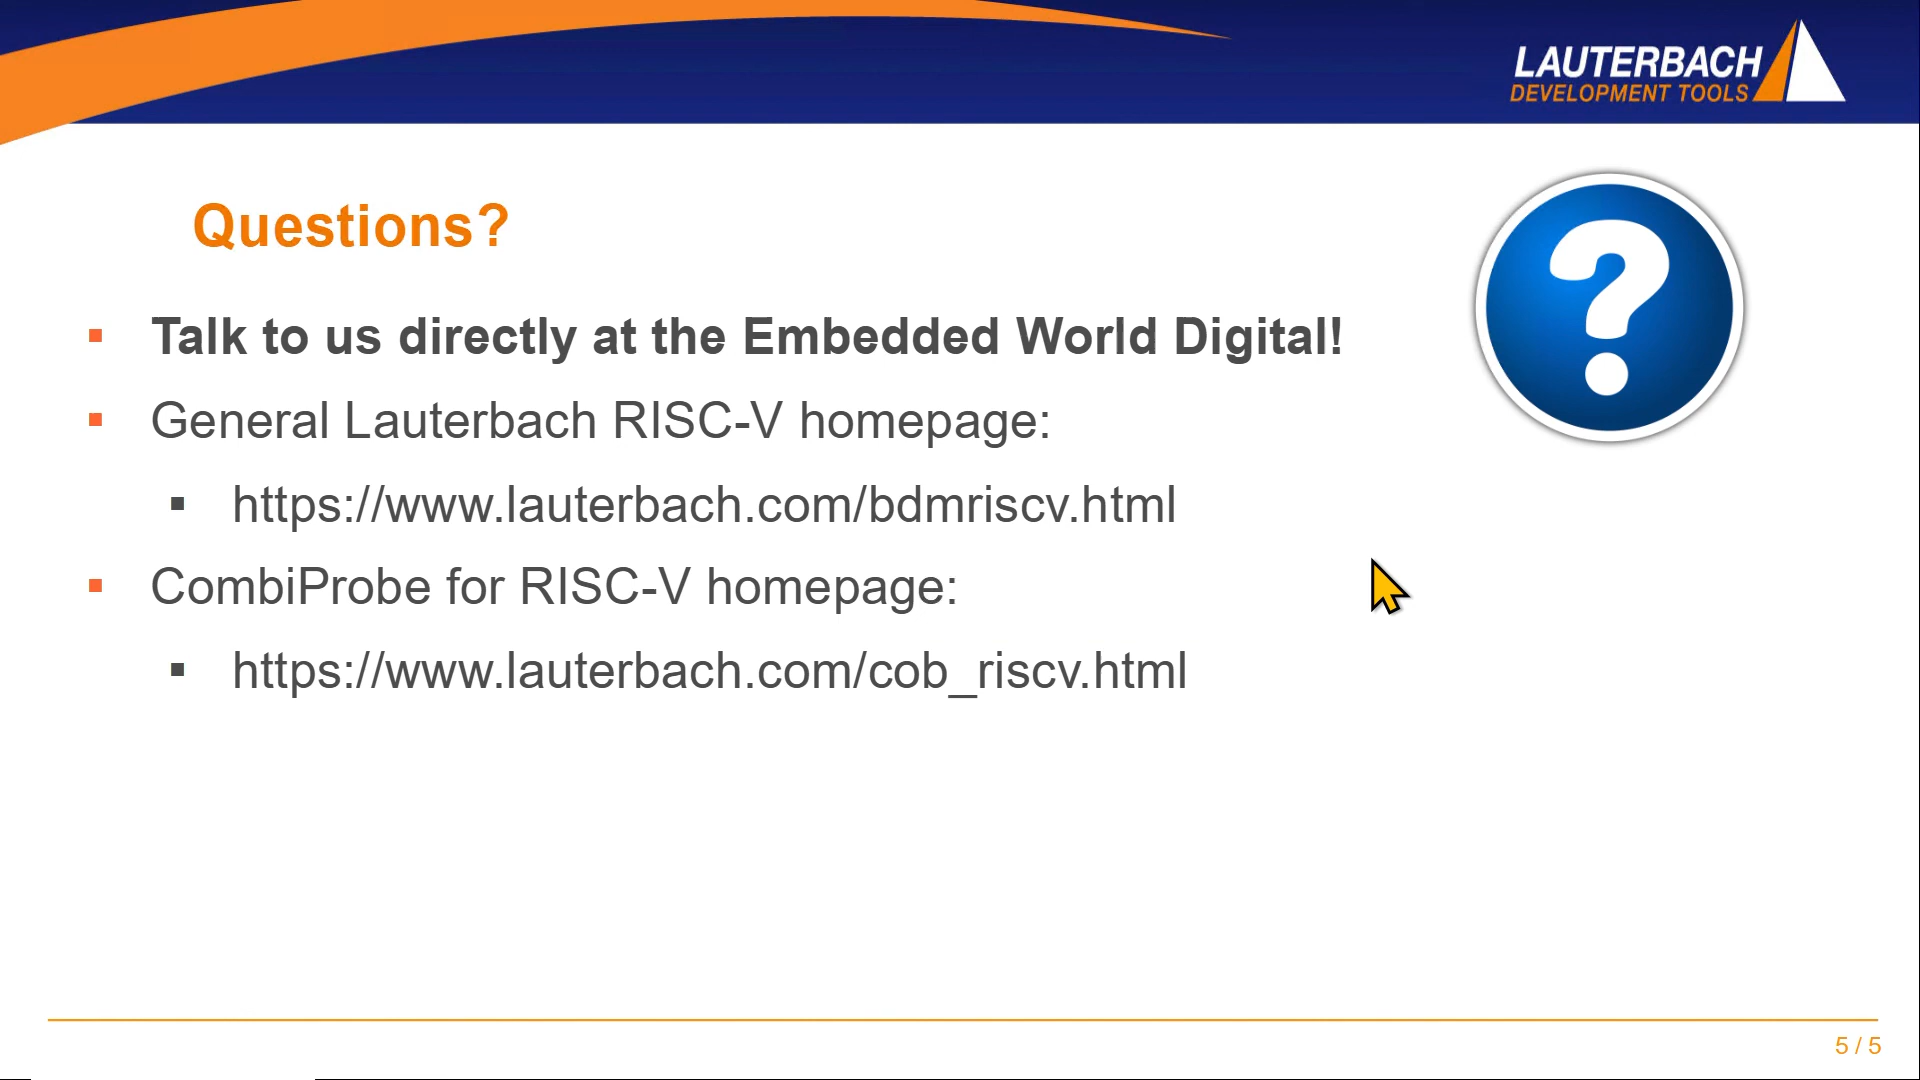 LAUTERBACH
DEVELOPMENT TOOLS
Questions?
Talk to us directly at the Embedded World Digital!
General Lauterbach RISC-V homepage:
https://www.lauterbach.com/bdmriscv.html
CombiProbe for RISC-V homepage:
https://www.lauterbach.com/cob_riscv.html
5 / 5